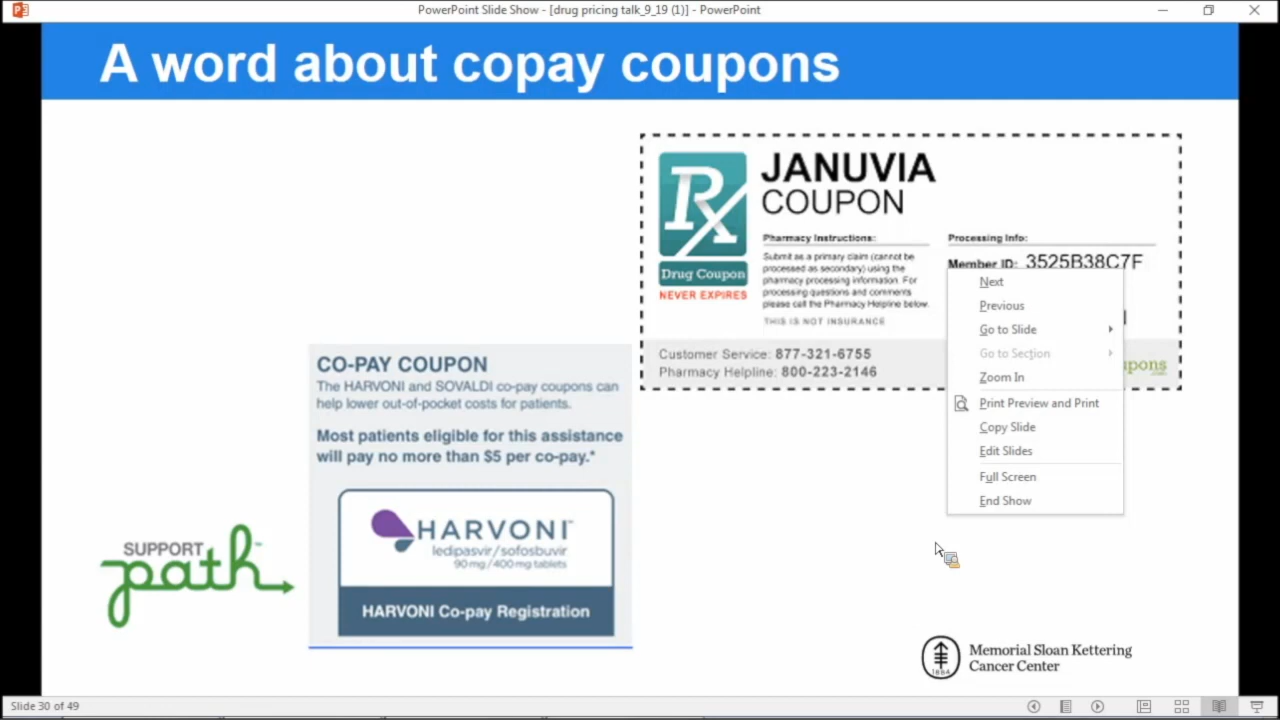 PowerPoint Slide Show - [drug pricing talk_9_19 (1)] - PowerPoint
A word about copay coupons
Rx
Drug Coupon
NEVER EXPIRES
JANUVIA
COUPON
Pharmacy Instructions:
Submit as a primary claim (cannot be
processed as secondary) using the
pharmacy processing information. For
processing questions and comments
please call the Pharmacy Helpline below.
THIS IS NOT INSURANCE
Processing Info:
Member ID: 3525B38C7F
Customer Service: 877-321-6755
Pharmacy Helpline: 800-223-2146
Next
Previous
Go to Slide
Go to Section
Zoom In
Print Preview and Print
Copy Slide
Edit Slides
Full Screen
End Show
CO-PAY COUPON
The HARVONI and SOVALDI co-pay coupons can
help lower out-of-pocket costs for patients.
Most patients eligible for this assistance
will pay no more than $5 per co-pay.*
HARVONI™
ledipasvir/sofosbuvir
90 mg/400 mg tablets
HARVONI Co-pay Registration
SUPPORT
path™
1884
Memorial Sloan Kettering
Cancer Center
Slide 30 of 49